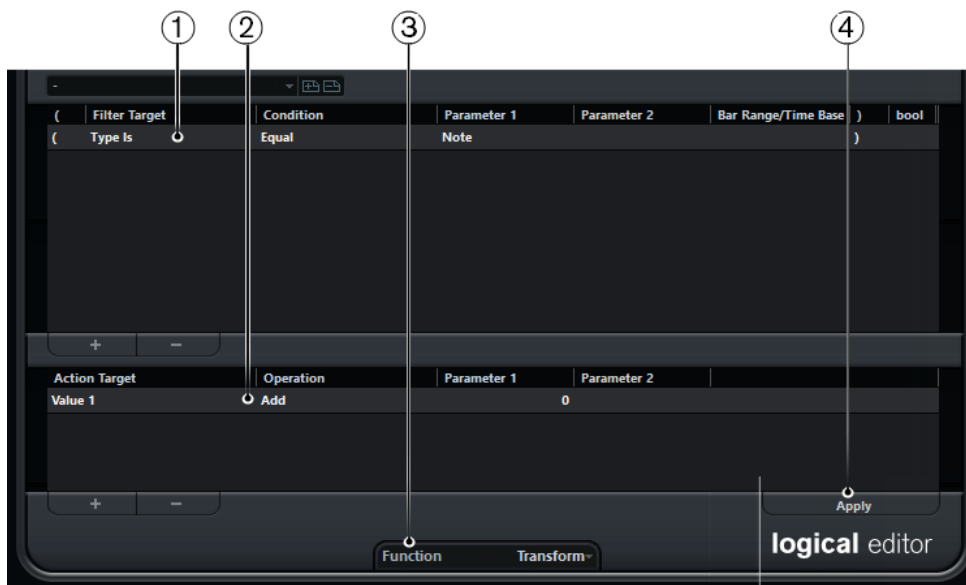 1 2 3 4
-
( Filter Target Condition Parameter 1 Parameter 2 Bar Range/Time Base ) bool
( Type Is Equal Note )
+ −
Action Target Operation Parameter 1 Parameter 2
Value 1 Add 0
+ −
Apply
Function Transform
logical editor